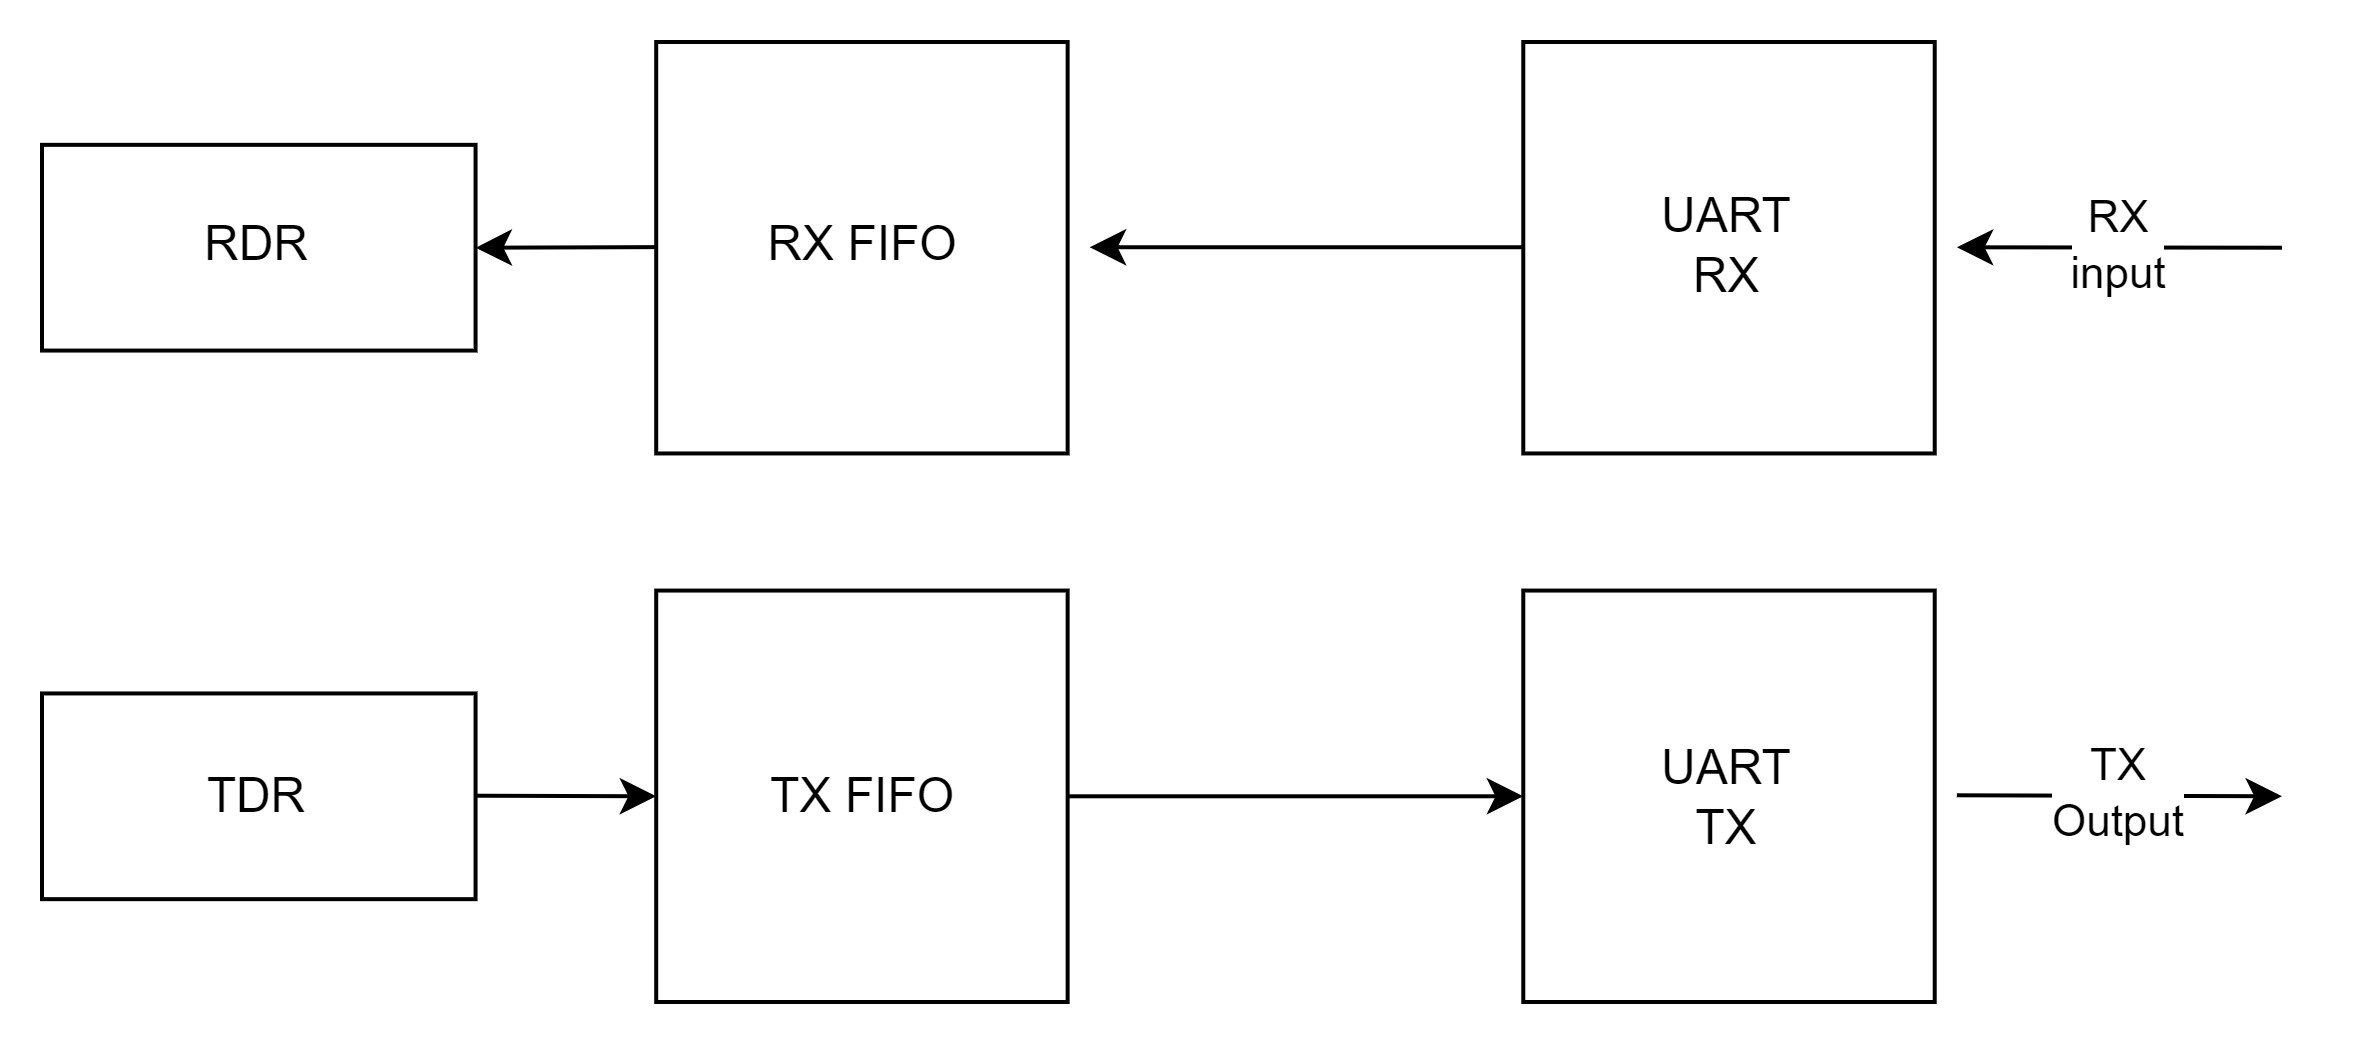 RDR
RX FIFO
UART
RX
RX
input
TDR
TX FIFO
UART
TX
TX
Output